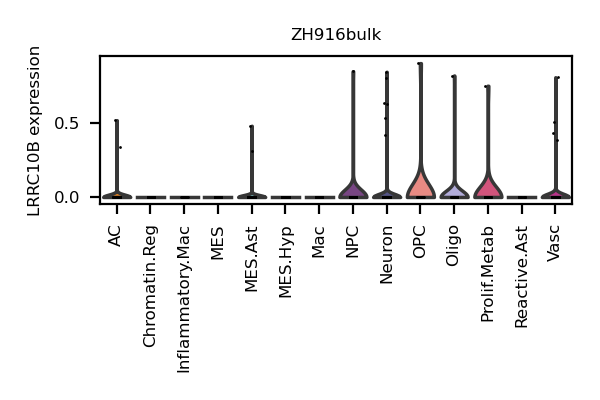 ZH916bulk
LRRC10B expression
0.5
0.0
AC
Chromatin.Reg
Inflammatory.Mac
MES
MES.Ast
MES.Hyp
Mac
NPC
Neuron
OPC
Oligo
Prolif.Metab
Reactive.Ast
Vasc